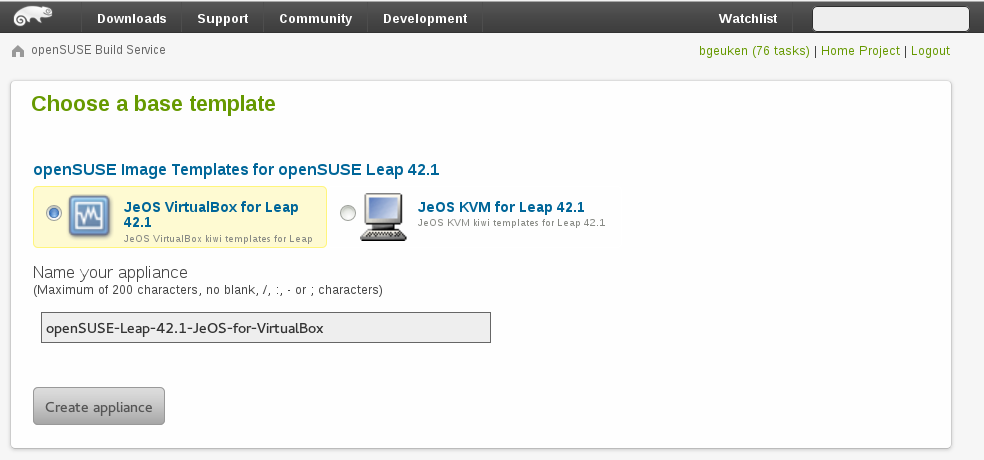 Downloads Support Community Development Watchlist
openSUSE Build Service
bgeuken (76 tasks) | Home Project | Logout
Choose a base template
openSUSE Image Templates for openSUSE Leap 42.1
JeOS VirtualBox for Leap
42.1
JeOS VirtualBox kiwi templates for Leap
JeOS KVM for Leap 42.1
JeOS KVM kiwi templates for Leap 42.1
Name your appliance
(Maximum of 200 characters, no blank, /, :, - or ; characters)
openSUSE-Leap-42.1-JeOS-for-VirtualBox
Create appliance